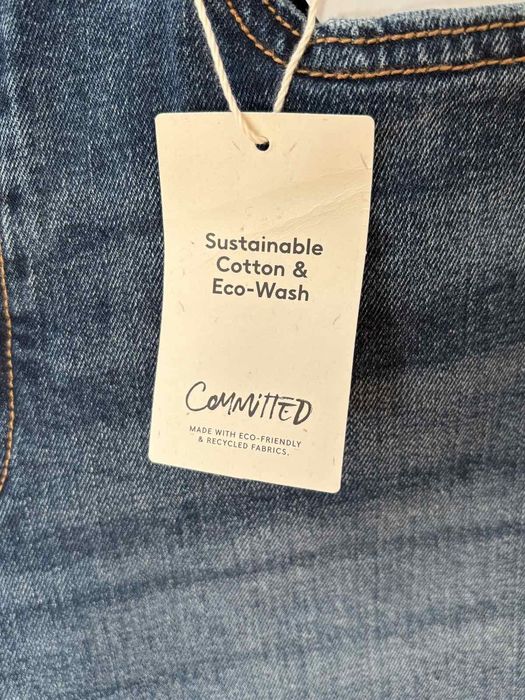 Sustainable
Cotton &
Eco-Wash
COMMITTED
MADE WITH ECO-FRIENDLY
& RECYCLED FABRICS.